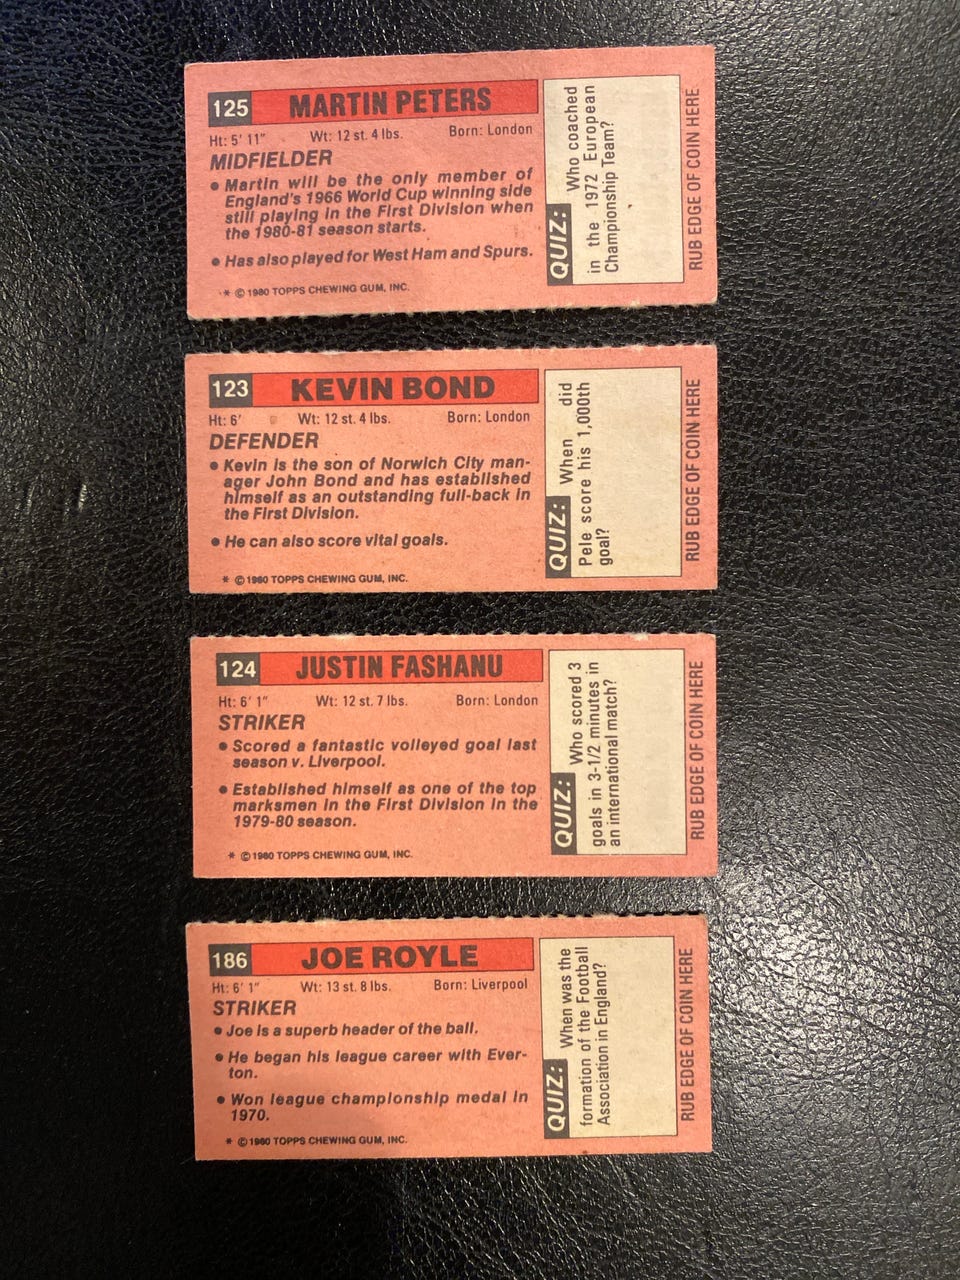 125 MARTIN PETERS
Ht: 5' 11" Wt: 12 st. 4 lbs. Born: London
MIDFIELDER
• Martin will be the only member of
England's 1966 World Cup winning side
still playing in the First Division when
the 1980-81 season starts.
• Has also played for West Ham and Spurs.
* © 1980 TOPPS CHEWING GUM, INC.
QUIZ: Who coached
in the 1972 European
Championship Team?
RUB EDGE OF COIN HERE
123 KEVIN BOND
Ht: 6' Wt: 12 st. 4 lbs. Born: London
DEFENDER
• Kevin is the son of Norwich City man-
ager John Bond and has established
himself as an outstanding full-back in
the First Division.
• He can also score vital goals.
* © 1980 TOPPS CHEWING GUM, INC.
QUIZ: When did
Pele score his 1,000th
goal?
RUB EDGE OF COIN HERE
124 JUSTIN FASHANU
Ht: 6' 1" Wt: 12 st. 7 lbs. Born: London
STRIKER
• Scored a fantastic volleyed goal last
season v. Liverpool.
• Established himself as one of the top
marksmen in the First Division in the
1979-80 season.
* © 1980 TOPPS CHEWING GUM, INC.
QUIZ: Who scored 3
goals in 3-1/2 minutes in
an international match?
RUB EDGE OF COIN HERE
186 JOE ROYLE
Ht: 6' 1" Wt: 13 st. 8 lbs. Born: Liverpool
STRIKER
• Joe is a superb header of the ball.
• He began his league career with Ever-
ton.
• Won league championship medal in
1970.
* © 1980 TOPPS CHEWING GUM, INC.
QUIZ: When was the
formation of the Football
Association in England?
RUB EDGE OF COIN HERE